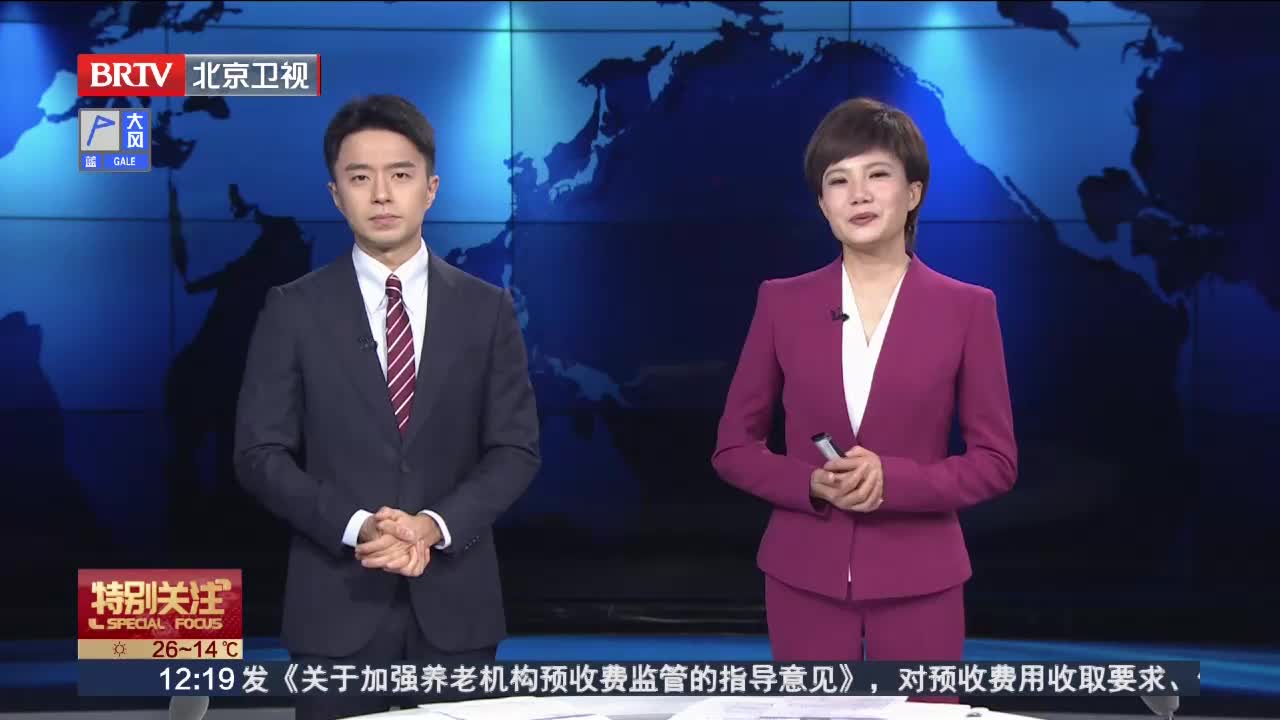 BRTV 北京卫视
大风
蓝 GALE
特别关注
SPECIAL FOCUS
26~14℃
12:19 发《关于加强养老机构预收费监管的指导意见》，对预收费用收取要求、